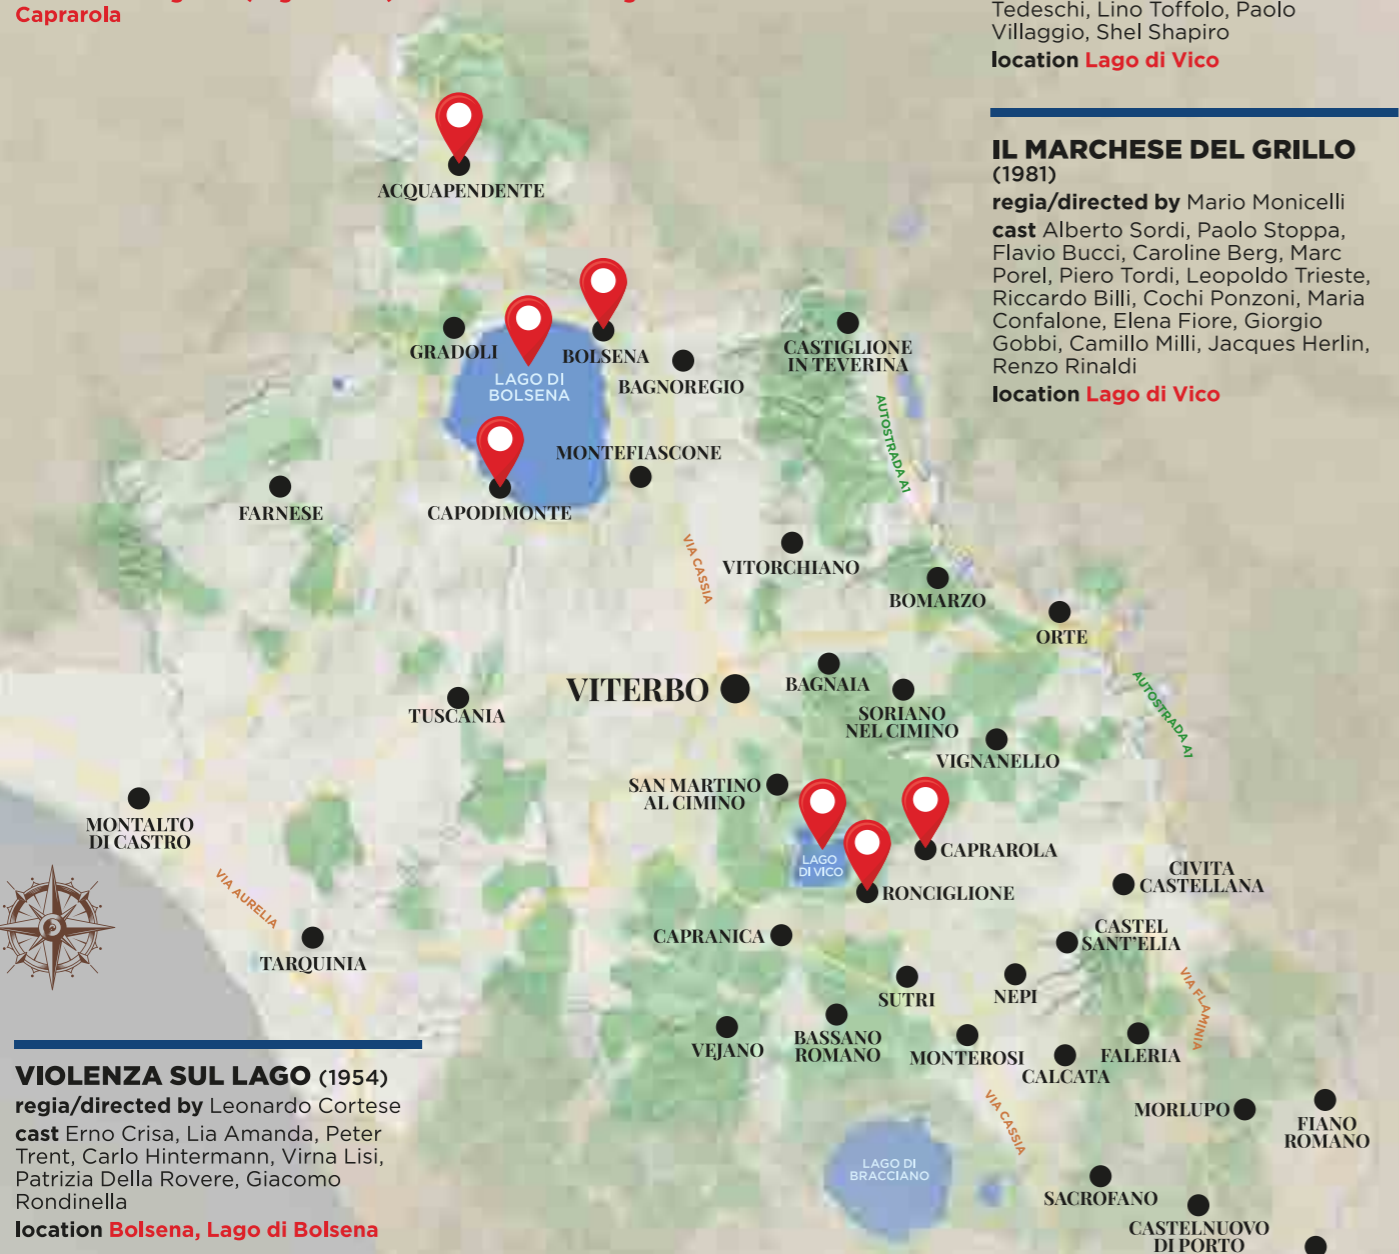 Caprarola
Tedeschi, Lino Toffolo, Paolo
Villaggio, Shel Shapiro
location Lago di Vico
IL MARCHESE DEL GRILLO
(1981)
regia/directed by Mario Monicelli
cast Alberto Sordi, Paolo Stoppa,
Flavio Bucci, Caroline Berg, Marc
Porel, Piero Tordi, Leopoldo Trieste,
Riccardo Billi, Cochi Ponzoni, Maria
Confalone, Elena Fiore, Giorgio
Gobbi, Camillo Milli, Jacques Herlin,
Renzo Rinaldi
location Lago di Vico
ACQUAPENDENTE
GRADOLI
BOLSENA
LAGO DI
BOLSENA
BAGNOREGIO
CASTIGLIONE
IN TEVERINA
AUTOSTRADA A1
MONTEFIASCONE
FARNESE
CAPODIMONTE
VIA CASSIA
VITORCHIANO
BOMARZO
ORTE
VITERBO
BAGNAIA
TUSCANIA
SORIANO
NEL CIMINO
AUTOSTRADA A1
VIGNANELLO
SAN MARTINO
AL CIMINO
MONTALTO
DI CASTRO
LAGO
DI VICO
CAPRAROLA
RONCIGLIONE
CIVITA
CASTELLANA
VIA AURELIA
TARQUINIA
CAPRANICA
CASTEL
SANT'ELIA
SUTRI
NEPI
VIA FLAMINIA
VEJANO
BASSANO
ROMANO
MONTEROSI
CALCATA
FALERIA
MORLUPO
FIANO
ROMANO
VIA CASSIA
LAGO DI
BRACCIANO
SACROFANO
CASTELNUOVO
DI PORTO
VIOLENZA SUL LAGO (1954)
regia/directed by Leonardo Cortese
cast Erno Crisa, Lia Amanda, Peter
Trent, Carlo Hintermann, Virna Lisi,
Patrizia Della Rovere, Giacomo
Rondinella
location Bolsena, Lago di Bolsena